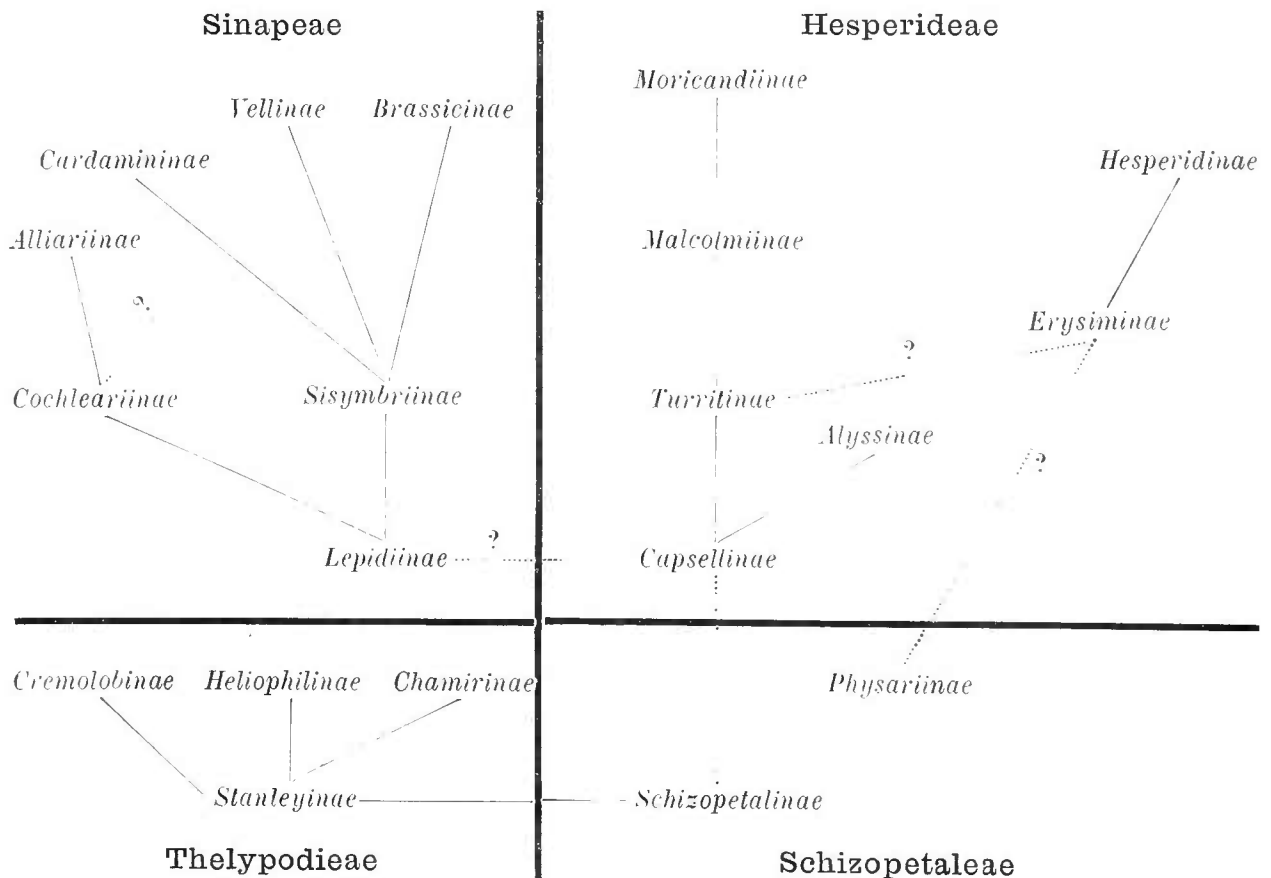 Sinapeae
Hesperideae
Moricandiinae
Vellinae
Brassicinae
Cardamininae
Hesperidinae
Alliariinae
Malcolmiinae
?
Erysiminae
?
Cochleariinae
Sisymbriinae
Turritinae
Alyssinae
?
?
Lepidiinae
Capsellinae
Cremolobinae
Heliophilinae
Chamirinae
Physariinae
Stanleyinae
Schizopetalinae
Thelypodieae
Schizopetaleae